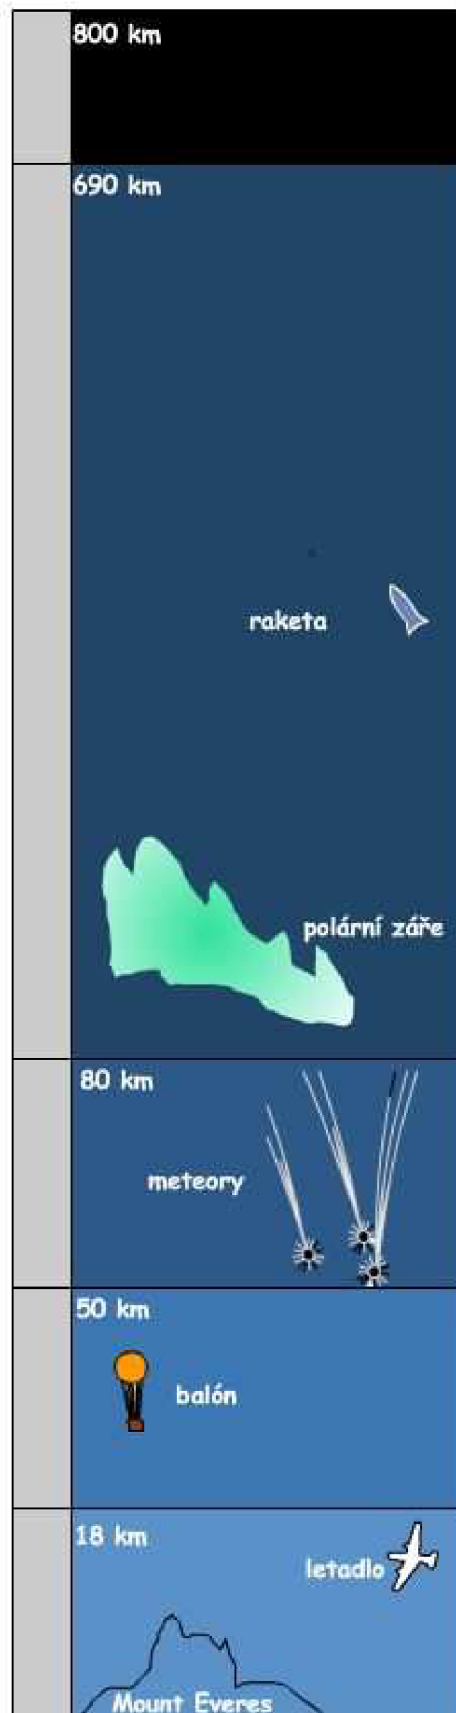 800 km
690 km
raketa
polární záře
80 km
meteory
50 km
balón
18 km
letadlo
Mount Everes